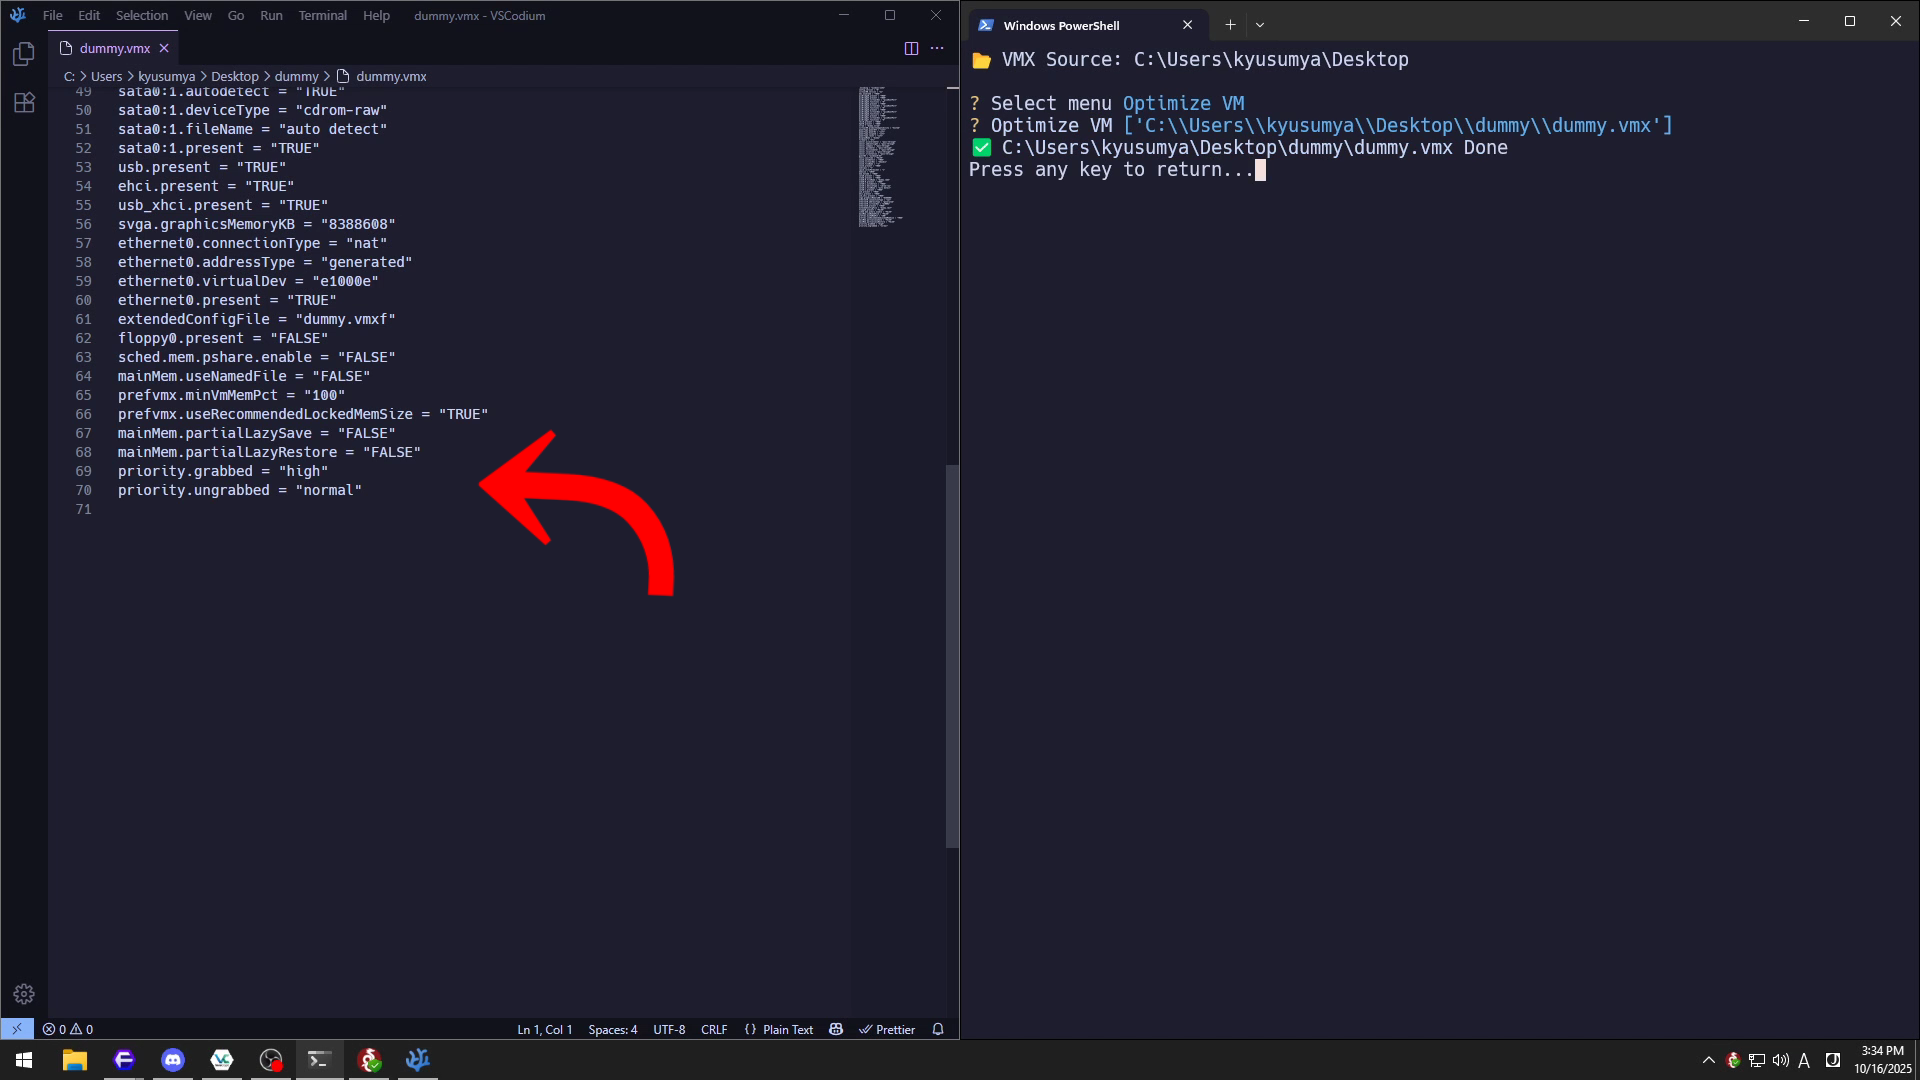 File Edit Selection View Go Run Terminal Help dummy.vmx - VSCodium
dummy.vmx
C: > Users > kyusumya > Desktop > dummy > dummy.vmx
49 sata0:1.autodetect = "TRUE"
50 sata0:1.deviceType = "cdrom-raw"
51 sata0:1.fileName = "auto detect"
52 sata0:1.present = "TRUE"
53 usb.present = "TRUE"
54 ehci.present = "TRUE"
55 usb_xhci.present = "TRUE"
56 svga.graphicsMemoryKB = "8388608"
57 ethernet0.connectionType = "nat"
58 ethernet0.addressType = "generated"
59 ethernet0.virtualDev = "e1000e"
60 ethernet0.present = "TRUE"
61 extendedConfigFile = "dummy.vmxf"
62 floppy0.present = "FALSE"
63 sched.mem.pshare.enable = "FALSE"
64 mainMem.useNamedFile = "FALSE"
65 prefvmx.minVmMemPct = "100"
66 prefvmx.useRecommendedLockedMemSize = "TRUE"
67 mainMem.partialLazySave = "FALSE"
68 mainMem.partialLazyRestore = "FALSE"
69 priority.grabbed = "high"
70 priority.ungrabbed = "normal"
71
0 0 Ln 1, Col 1 Spaces: 4 UTF-8 CRLF {} Plain Text Prettier
Windows PowerShell
VMX Source: C:\Users\kyusumya\Desktop
? Select menu Optimize VM
? Optimize VM ['C:\\Users\\kyusumya\\Desktop\\dummy\\dummy.vmx']
✅ C:\Users\kyusumya\Desktop\dummy\dummy.vmx Done
Press any key to return...
A
3:34 PM
10/16/2025